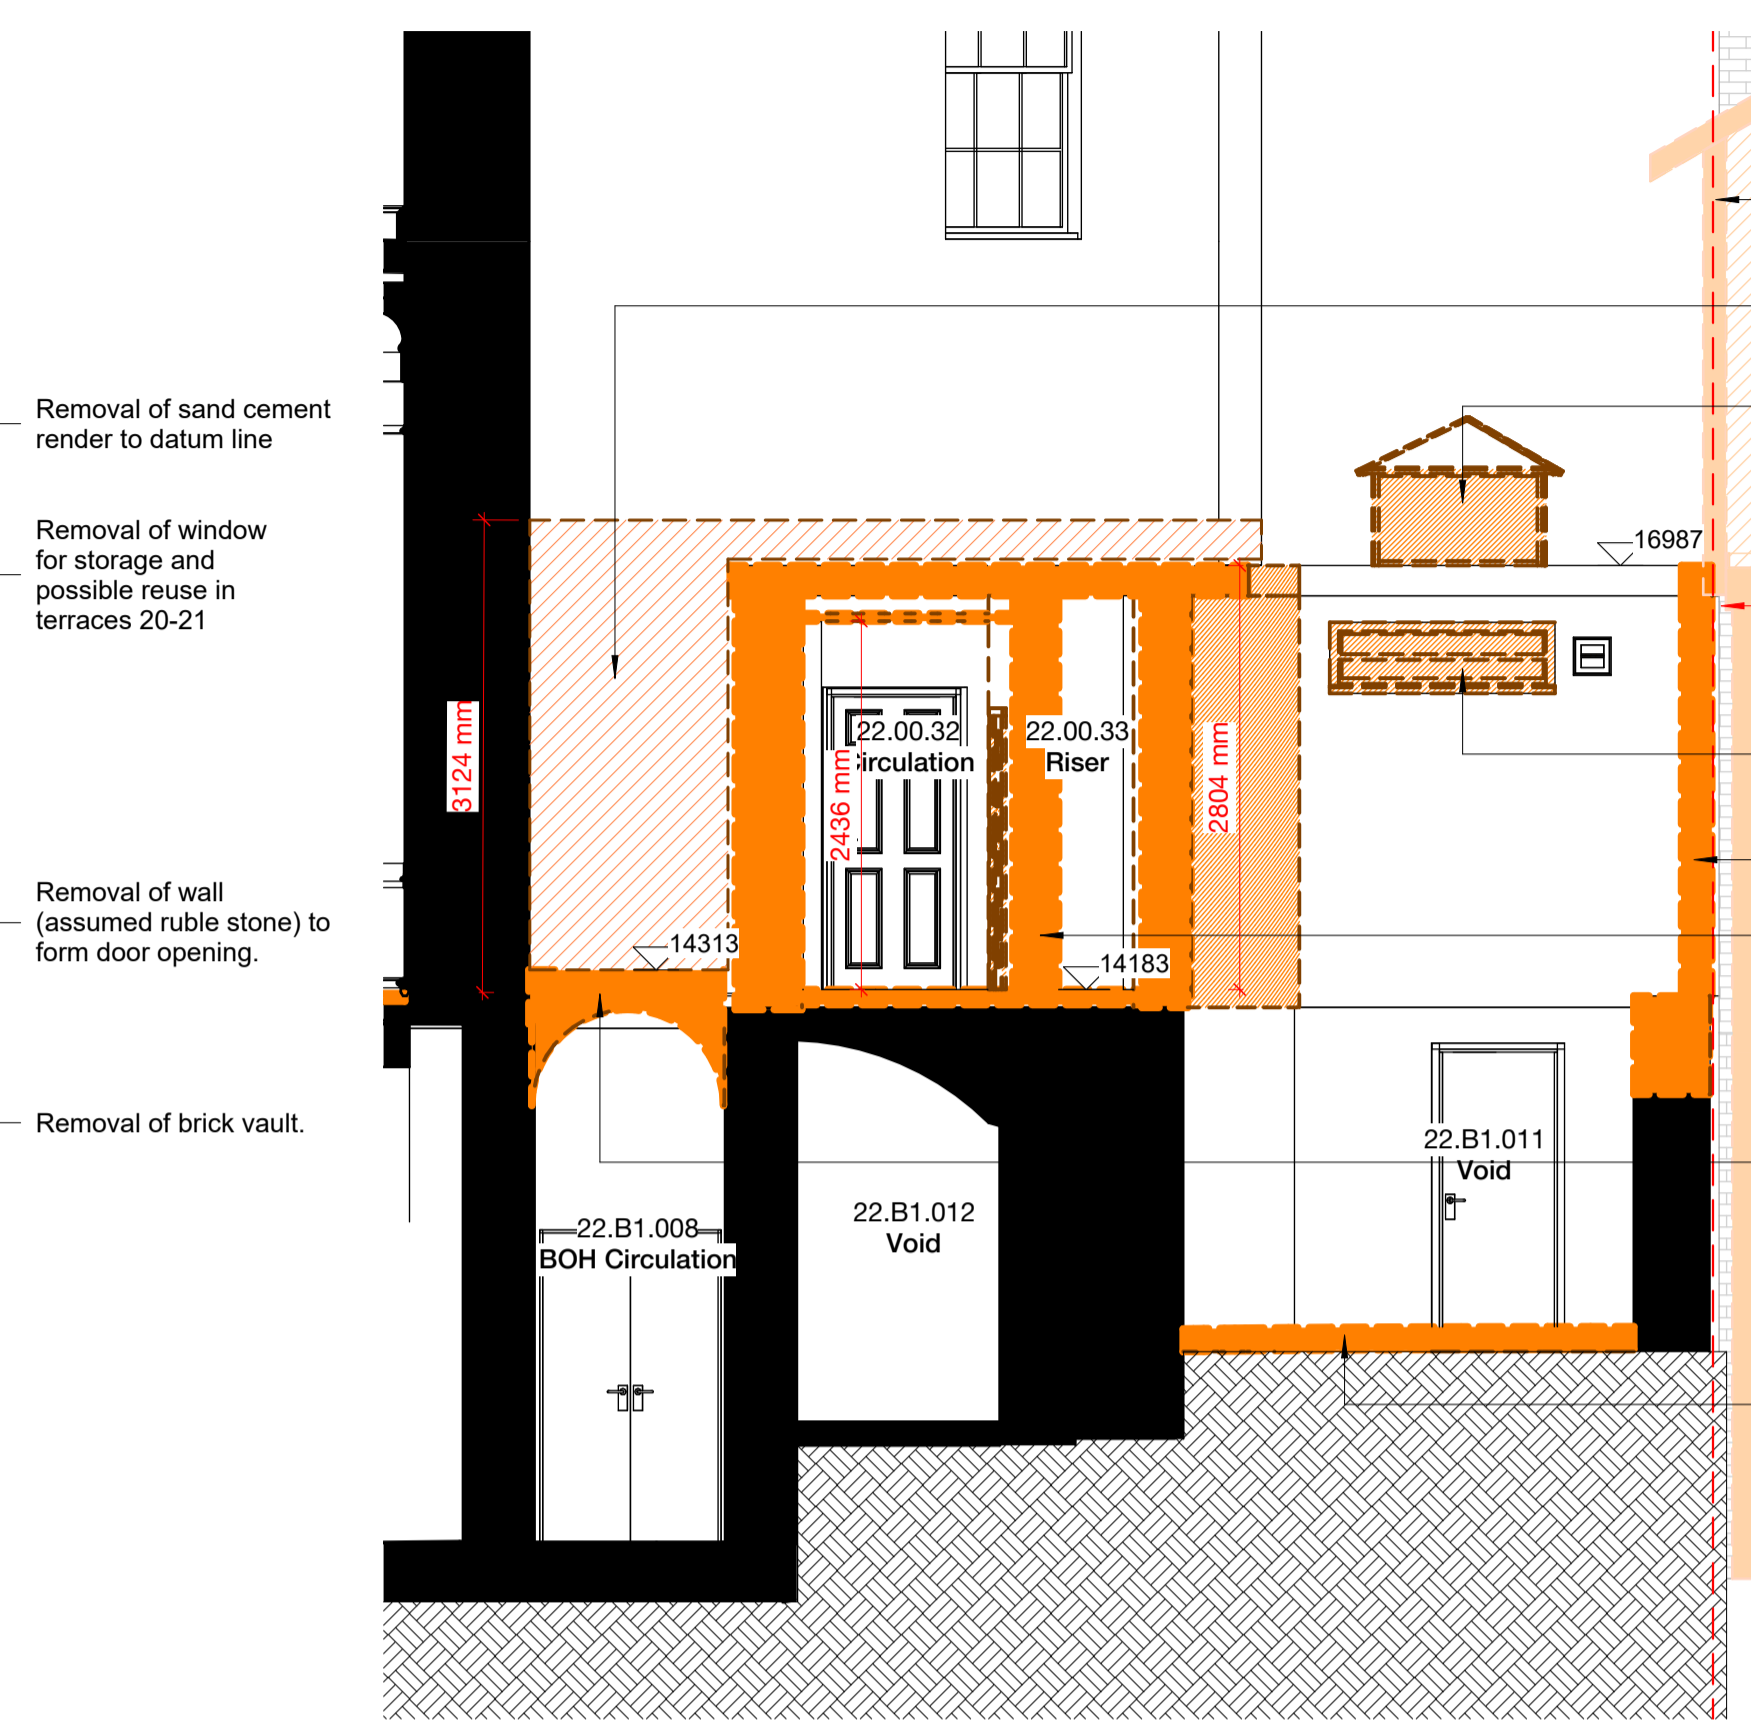 Removal of sand cement
render to datum line
Removal of window
for storage and
possible reuse in
terraces 20-21
Removal of wall
(assumed ruble stone) to
form door opening.
Removal of brick vault.
16987
3124 mm
22.00.32
irculation
22.00.33
Riser
2436 mm
2804 mm
14313
14183
22.B1.011
Void
22.B1.012
Void
22.B1.008
BOH Circulation